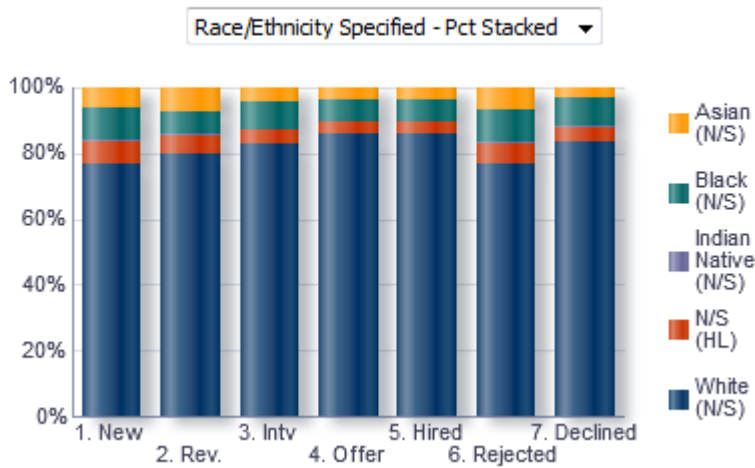 Race/Ethnicity Specified - Pct Stacked
100%
80%
60%
40%
20%
0%
1. New
2. Rev.
3. Intv
4. Offer
5. Hired
6. Rejected
7. Declined
Asian
(N/S)
Black
(N/S)
Indian
Native
(N/S)
N/S
(HL)
White
(N/S)